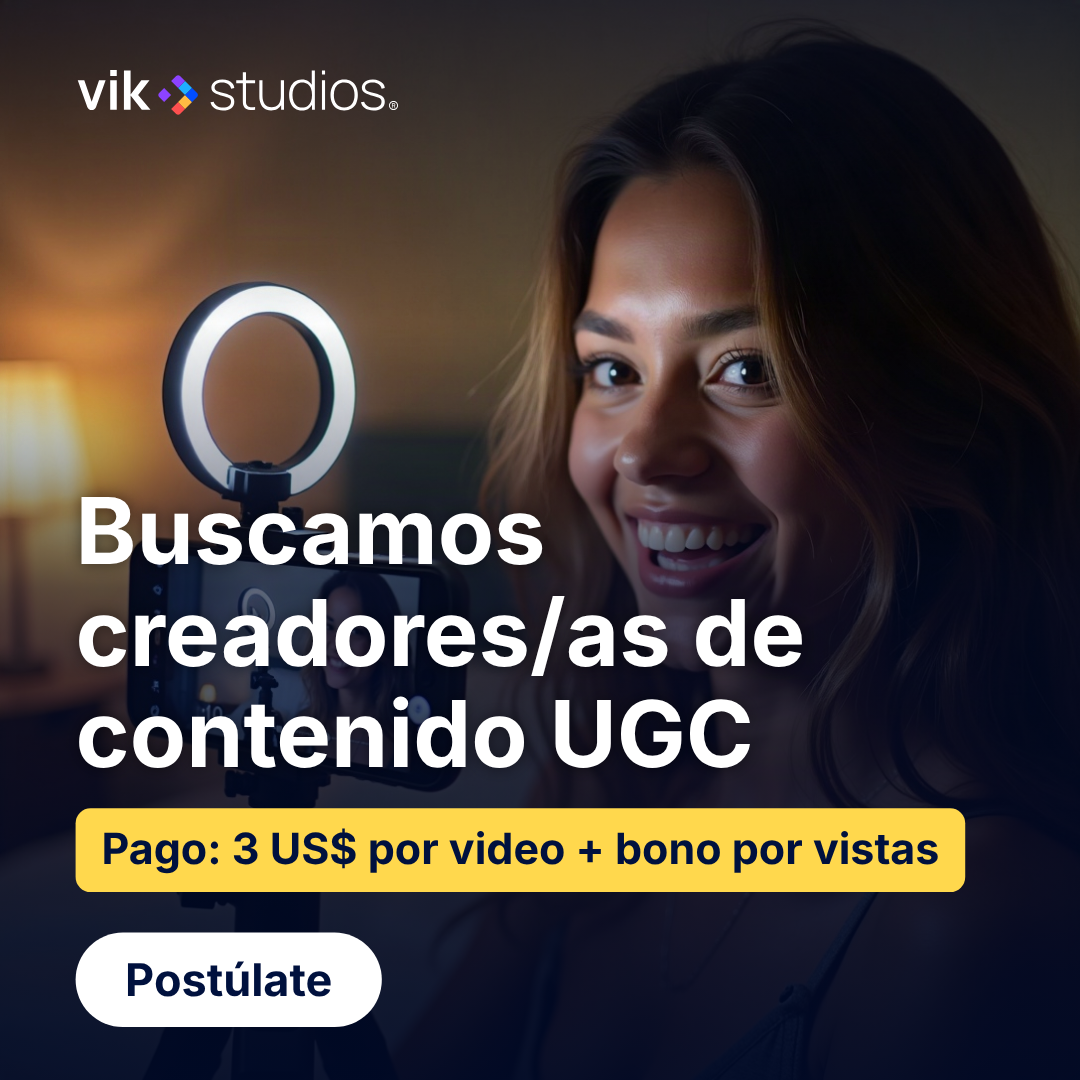 vik studios®
Buscamos
creadores/as de
contenido UGC
Pago: 3 US$ por video + bono por vistas
Postúlate